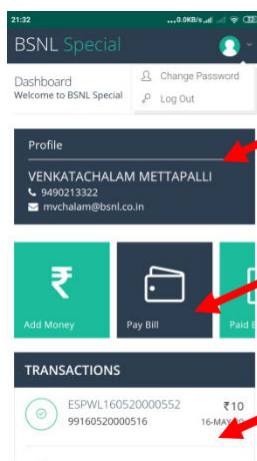 21:32
...0.0KB/s
BSNL Special
Dashboard
Welcome to BSNL Special
Change Password
Log Out
Profile
VENKATACHALAM METTAPALLI
9490213322
mvchalam@bsnl.co.in
₹
Add Money
Pay Bill
Paid
TRANSACTIONS
ESPWL160520000552
₹10
99160520000516
16-MAY